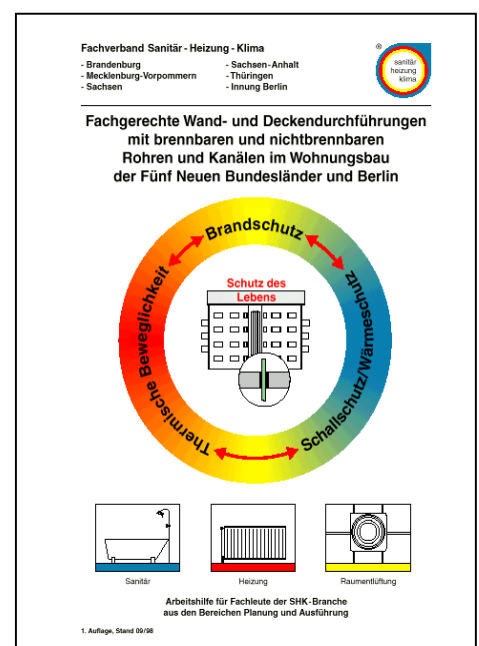 Fachverband Sanitär - Heizung - Klima
- Brandenburg
- Mecklenburg-Vorpommern
- Sachsen
- Sachsen-Anhalt
- Thüringen
- Innung Berlin
®
sanitär
heizung
klima
Fachgerechte Wand- und Deckendurchführungen
mit brennbaren und nichtbrennbaren
Rohren und Kanälen im Wohnungsbau
der Fünf Neuen Bundesländer und Berlin
Brandschutz
Thermische Beweglichkeit
Schallschutz/Wärmeschutz
Schutz des
Lebens
Sanitär
Heizung
Raumentlüftung
Arbeitshilfe für Fachleute der SHK-Branche
aus den Bereichen Planung und Ausführung
1. Auflage, Stand 09/98